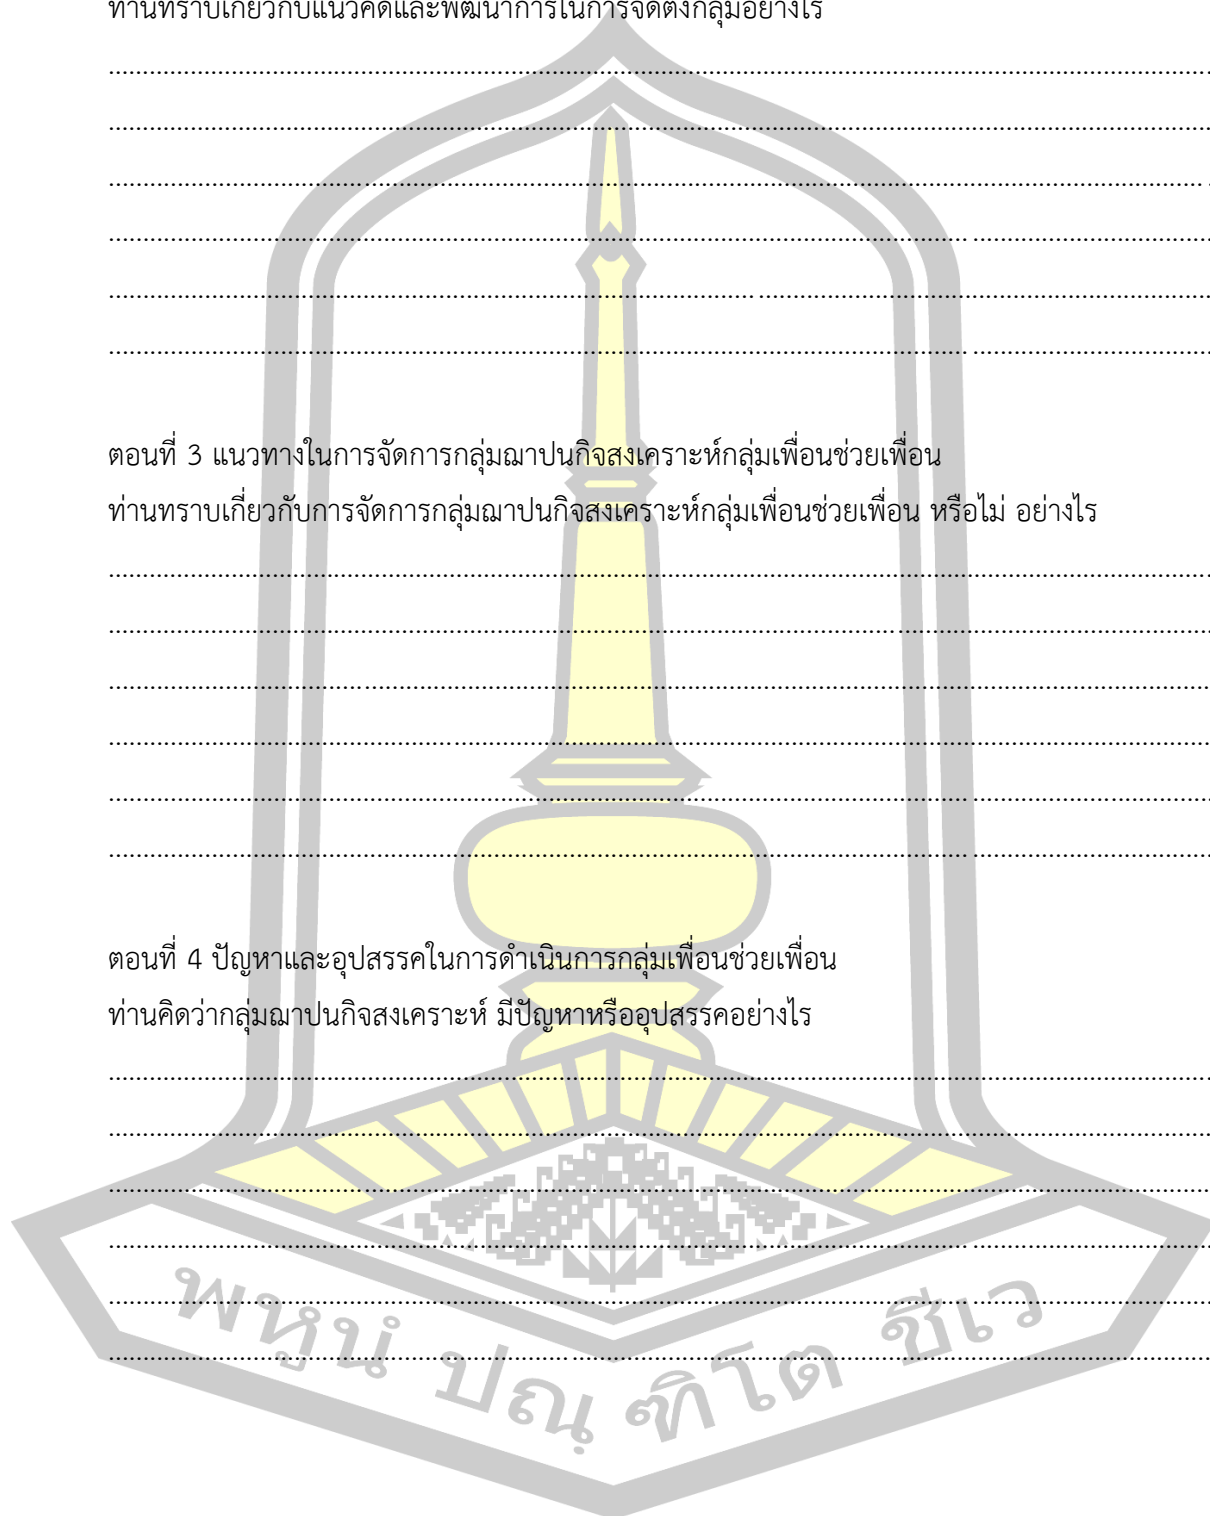 ท่านทราบเกี่ยวกับแนวคิดและพัฒนาการในการจัดตั้งกลุ่มอย่างไร
ตอนที่ 3 แนวทางในการจัดการกลุ่มฌาปนกิจสงเคราะห์กลุ่มเพื่อนช่วยเพื่อน
ท่านทราบเกี่ยวกับการจัดการกลุ่มฌาปนกิจสงเคราะห์กลุ่มเพื่อนช่วยเพื่อน หรือไม่ อย่างไร
ตอนที่ 4 ปัญหาและอุปสรรคในการดำเนินการกลุ่มเพื่อนช่วยเพื่อน
ท่านคิดว่ากลุ่มฌาปนกิจสงเคราะห์ มีปัญหาหรืออุปสรรคอย่างไร
พหูนํ ปณฺ ฑิโต ชีเว